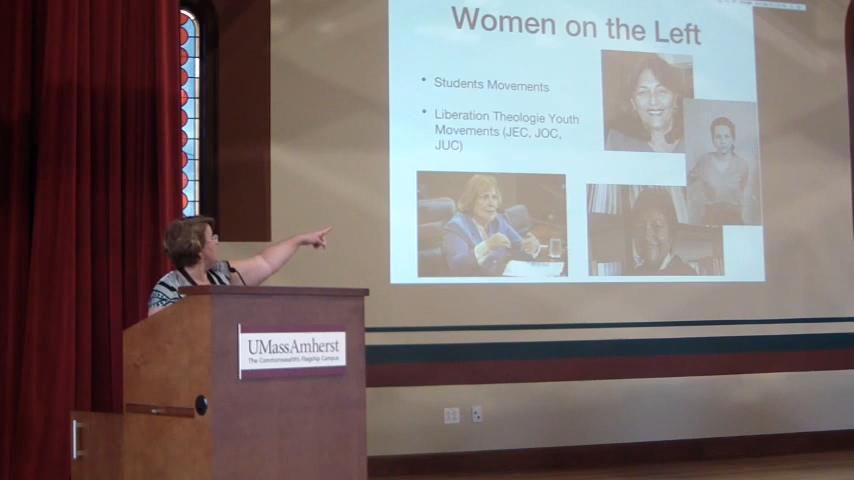 Women on the Left
• Students Movements
• Liberation Theologie Youth
Movements (JEC, JOC,
JUC)
UMassAmherst
The Commonwealth's Flagship Campus